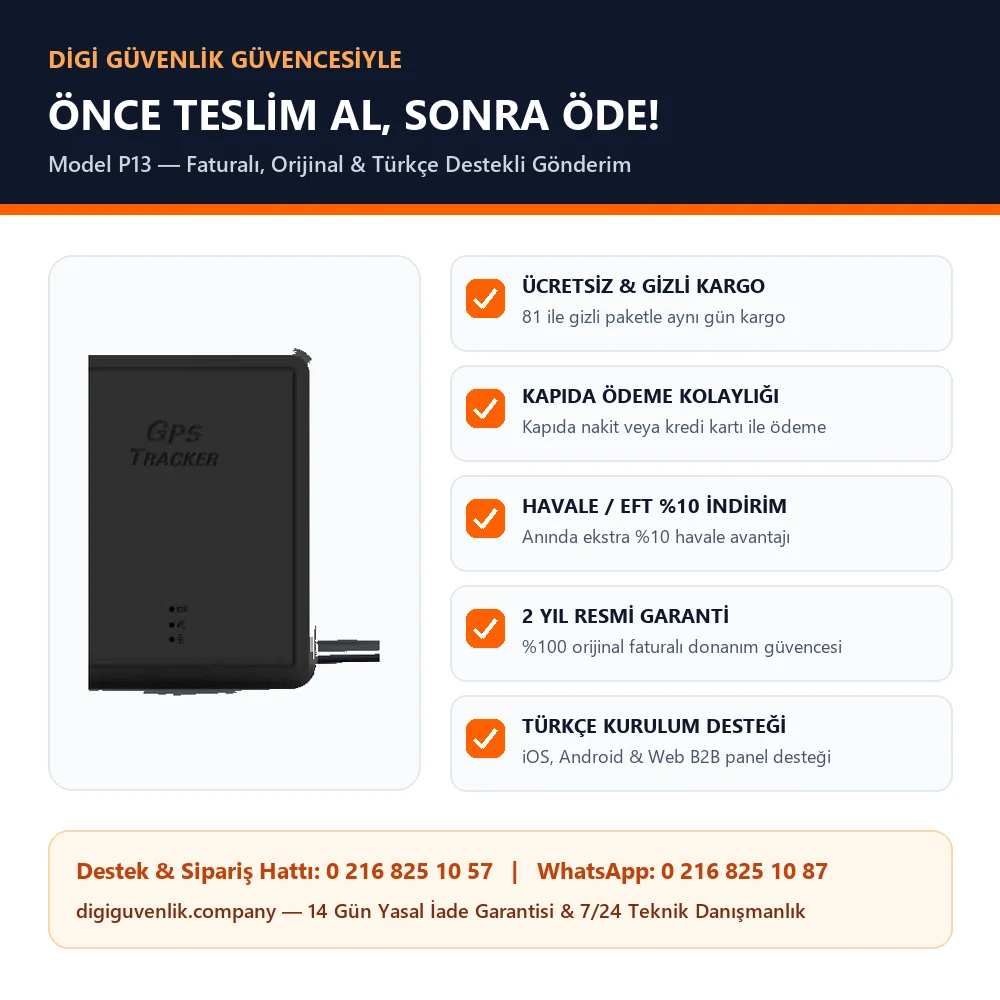 DİGİ GÜVENLİK GÜVENCESİYLE
ÖNCE TESLİM AL, SONRA ÖDE!
Model P13 — Faturalı, Orijinal & Türkçe Destekli Gönderim
GPS
TRACKER
ÜCRETSİZ & GİZLİ KARGO
81 ile gizli paketle aynı gün kargo
KAPIDA ÖDEME KOLAYLIĞI
Kapıda nakit veya kredi kartı ile ödeme
HAVALE / EFT %10 İNDİRİM
Anında ekstra %10 havale avantajı
2 YIL RESMİ GARANTİ
%100 orijinal faturalı donanım güvencesi
TÜRKÇE KURULUM DESTEĞİ
iOS, Android & Web B2B panel desteği
Destek & Sipariş Hattı: 0 216 825 10 57 | WhatsApp: 0 216 825 10 87
digiguvenlik.company — 14 Gün Yasal İade Garantisi & 7/24 Teknik Danışmanlık